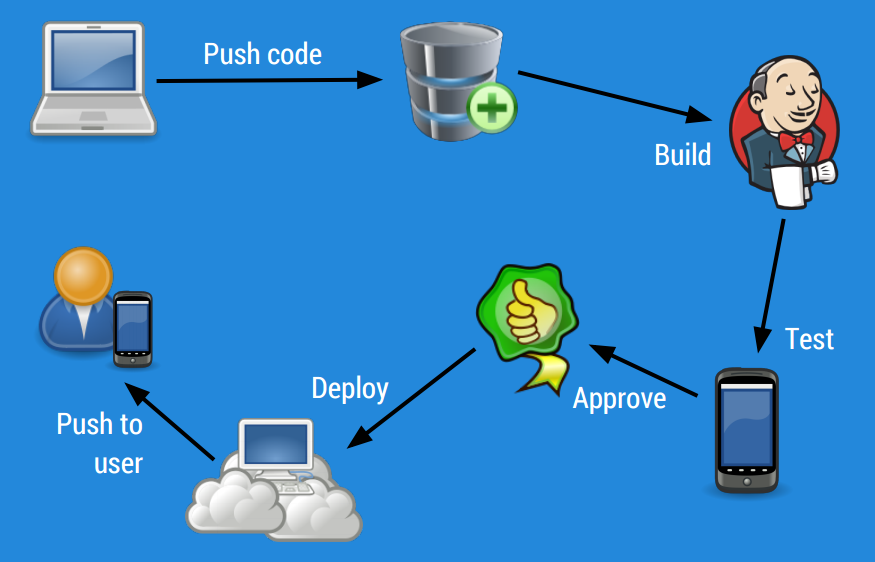 Push code
Build
Test
Approve
Deploy
Push to
user